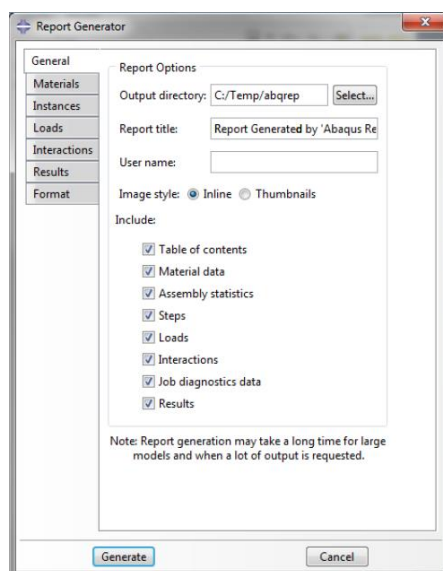 Report Generator
General
Materials
Instances
Loads
Interactions
Results
Format
Report Options
Output directory: C:/Temp/abqrep Select...
Report title: Report Generated by 'Abaqus Re
User name:
Image style: Inline Thumbnails
Include:
Table of contents
Material data
Assembly statistics
Steps
Loads
Interactions
Job diagnostics data
Results
Note: Report generation may take a long time for large
models and when a lot of output is requested.
Generate Cancel